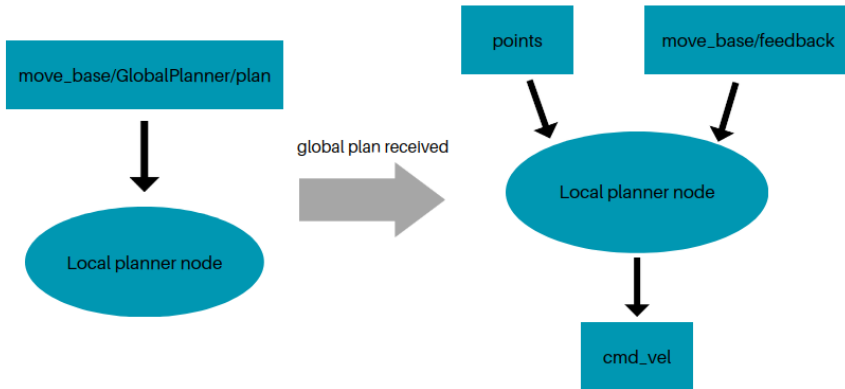 move_base/GlobalPlanner/plan
Local planner node
global plan received
points
move_base/feedback
Local planner node
cmd_vel